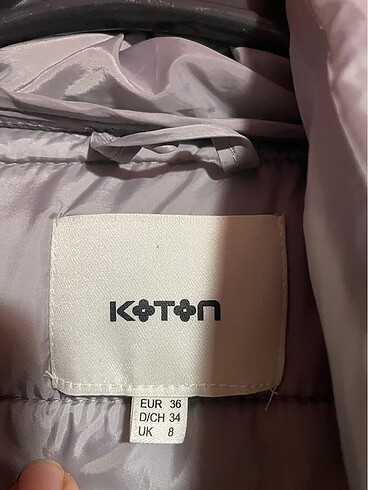 KOTON
EUR 36
D/CH 34
UK 8